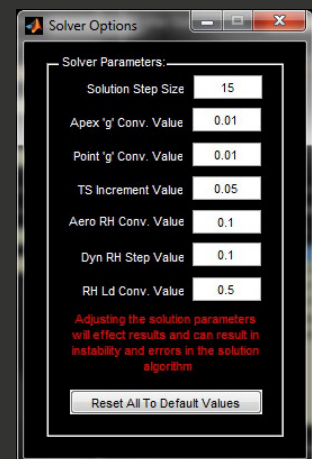 Solver Options
Solver Parameters:
Solution Step Size 15
Apex 'g' Conv. Value 0.01
Point 'g' Conv. Value 0.01
TS Increment Value 0.05
Aero RH Conv. Value 0.1
Dyn RH Step Value 0.1
RH Ld Conv. Value 0.5
Adjusting the solution parameters
will effect results and can result in
instability and errors in the solution
algorithm
Reset All To Default Values